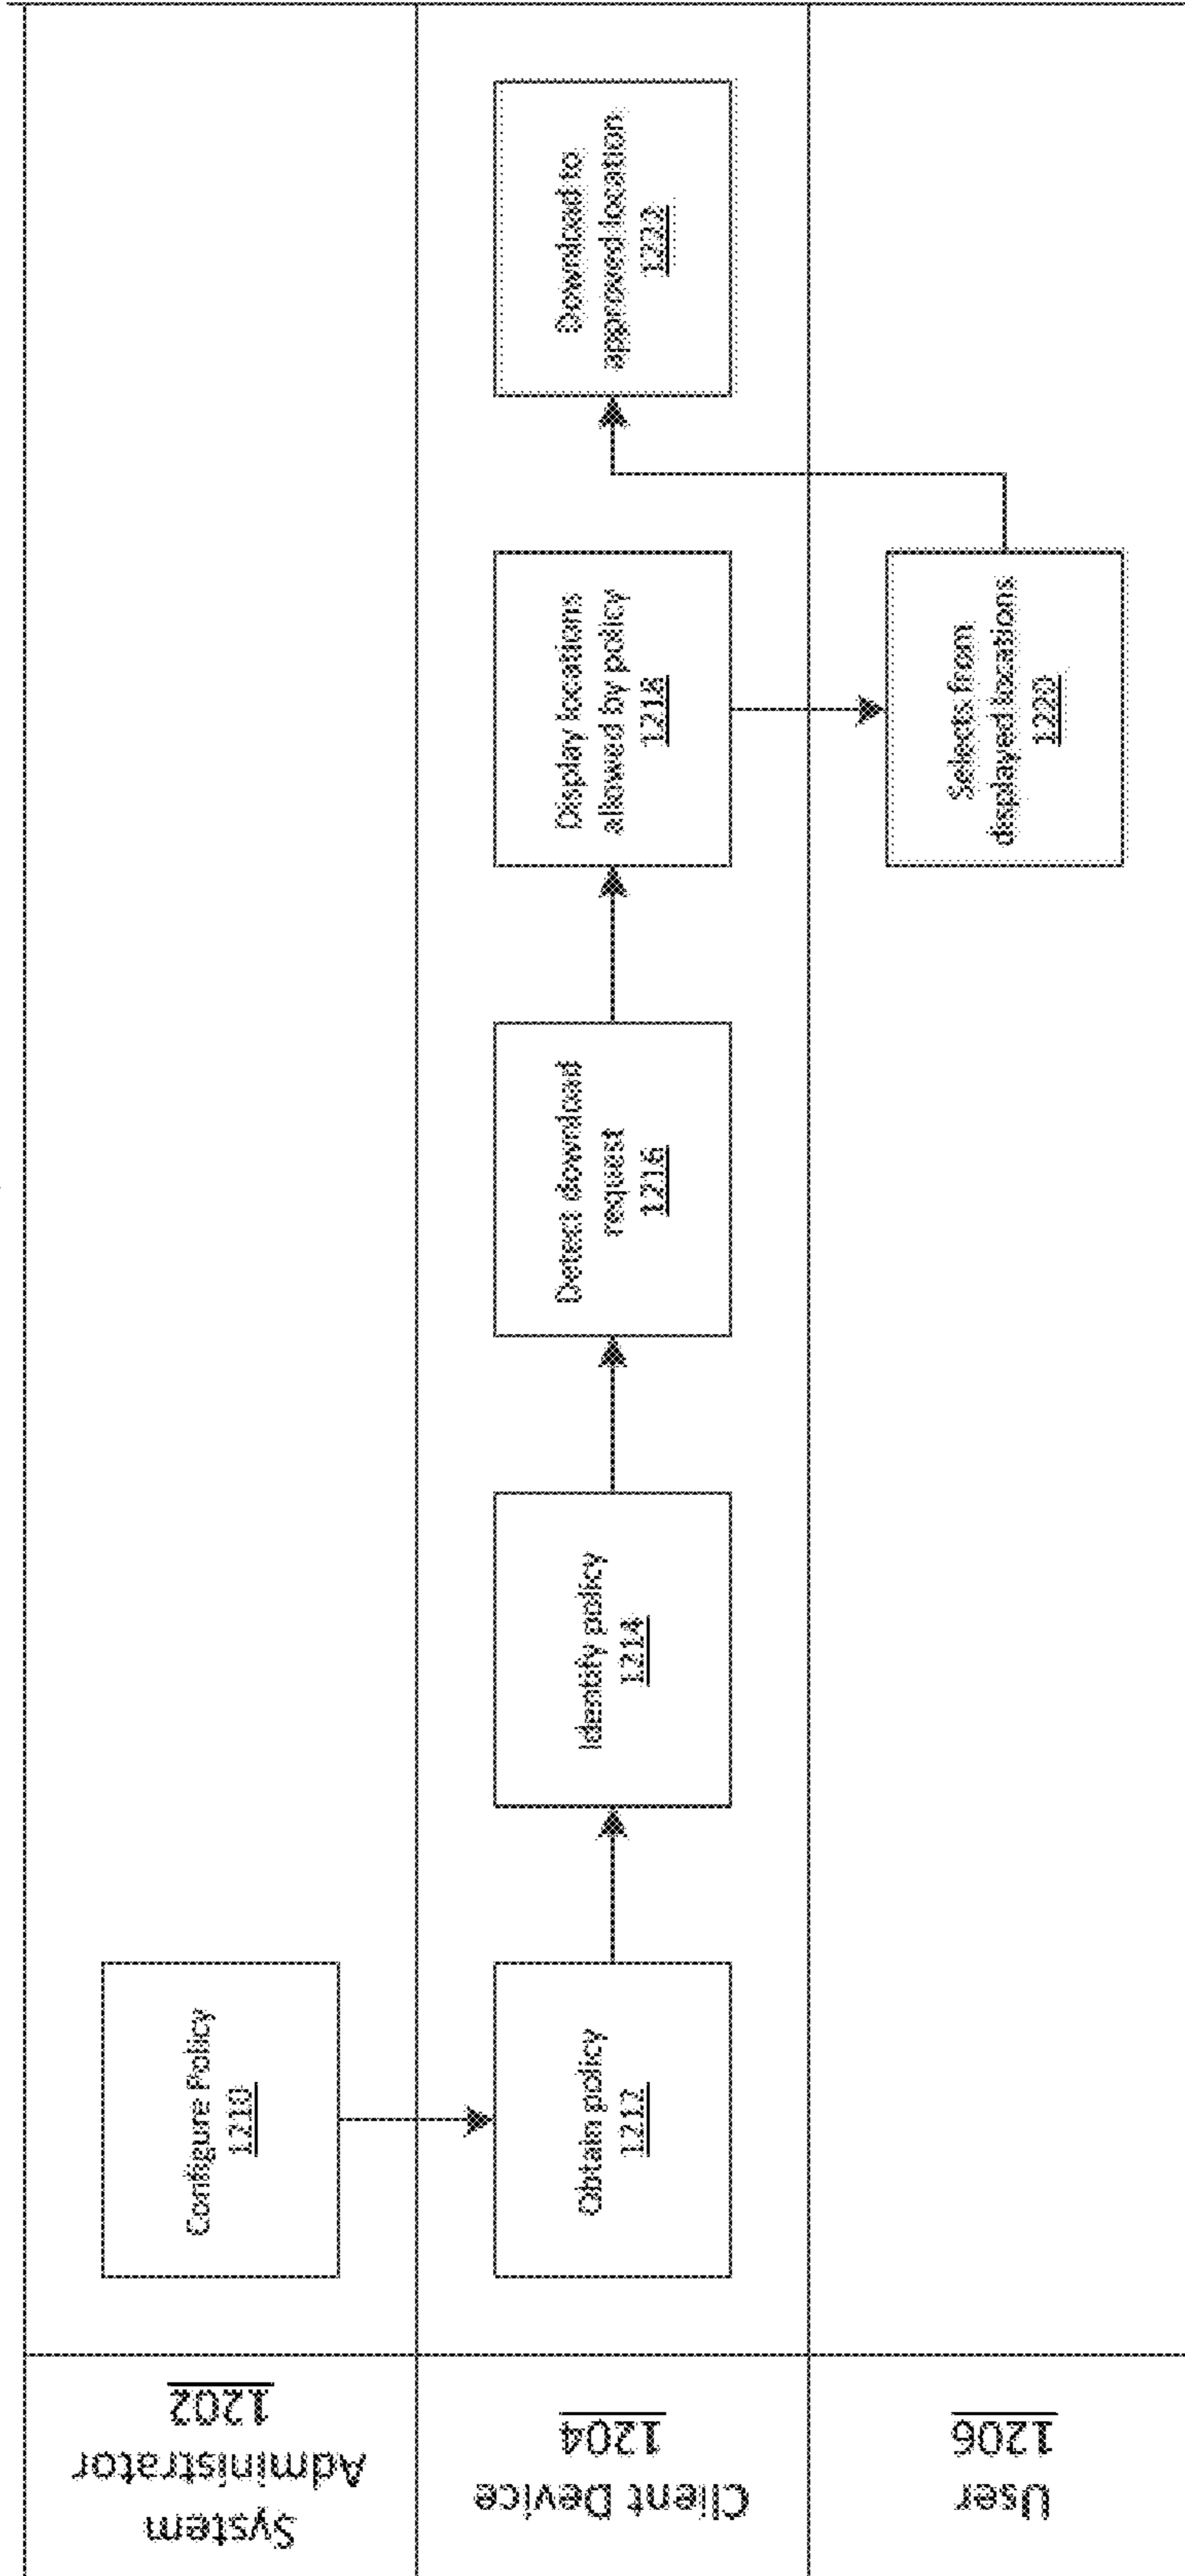 System
Administrator
1202
Configure Policy
1210
Client Device
1204
Obtain policy
1212
Identify policy
1214
Detect download
request
1216
Display locations
allowed by policy
1218
Download to
approved location
1222
User
1206
Selects from
displayed locations
1220